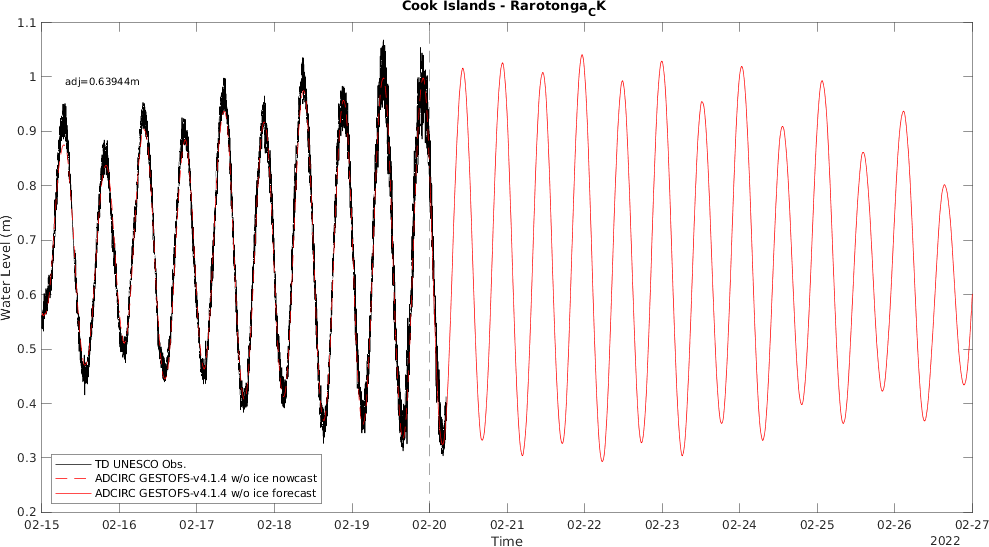 Cook Islands - Rarotonga_CK
1.1
1
0.9
0.8
0.7
0.6
0.5
0.4
0.3
0.2
Water Level (m)
adj=0.63944m
TD UNESCO Obs.
ADCIRC GESTOFS-v4.1.4 w/o ice nowcast
ADCIRC GESTOFS-v4.1.4 w/o ice forecast
02-15 02-16 02-17 02-18 02-19 02-20 02-21 02-22 02-23 02-24 02-25 02-26 02-27
Time
2022